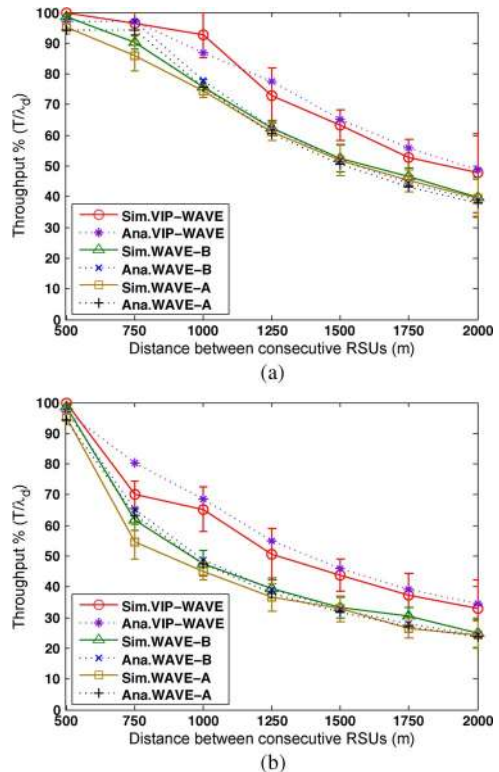 100
90
80
70
60
50
40
30
20
10
0
Throughput % (T/λd)
Sim.VIP-WAVE
Ana.VIP-WAVE
Sim.WAVE-B
Ana.WAVE-B
Sim.WAVE-A
Ana.WAVE-A
500 750 1000 1250 1500 1750 2000
Distance between consecutive RSUs (m)
(a)
100
90
80
70
60
50
40
30
20
10
0
Throughput % (T/λd)
Sim.VIP-WAVE
Ana.VIP-WAVE
Sim.WAVE-B
Ana.WAVE-B
Sim.WAVE-A
Ana.WAVE-A
500 750 1000 1250 1500 1750 2000
Distance between consecutive RSUs (m)
(b)